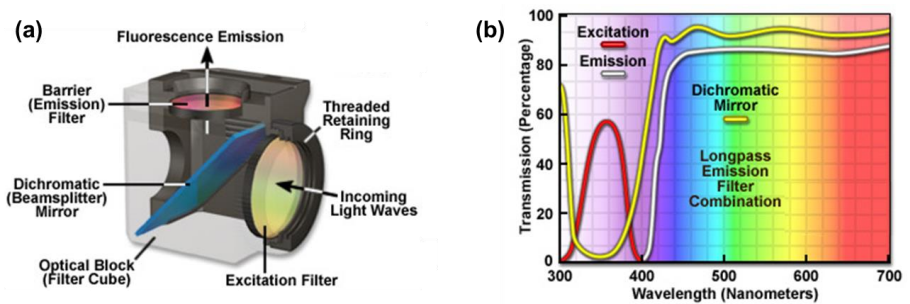 (a)
Fluorescence Emission
Barrier
(Emission)
Filter
Threaded
Retaining
Ring
Dichromatic
(Beamsplitter)
Mirror
Incoming
Light Waves
Optical Block
(Filter Cube)
Excitation Filter
(b)
Transmission (Percentage)
100
80
60
40
20
0
Excitation
Emission
Dichromatic
Mirror
Longpass
Emission
Filter
Combination
300
400
500
600
700
Wavelength (Nanometers)